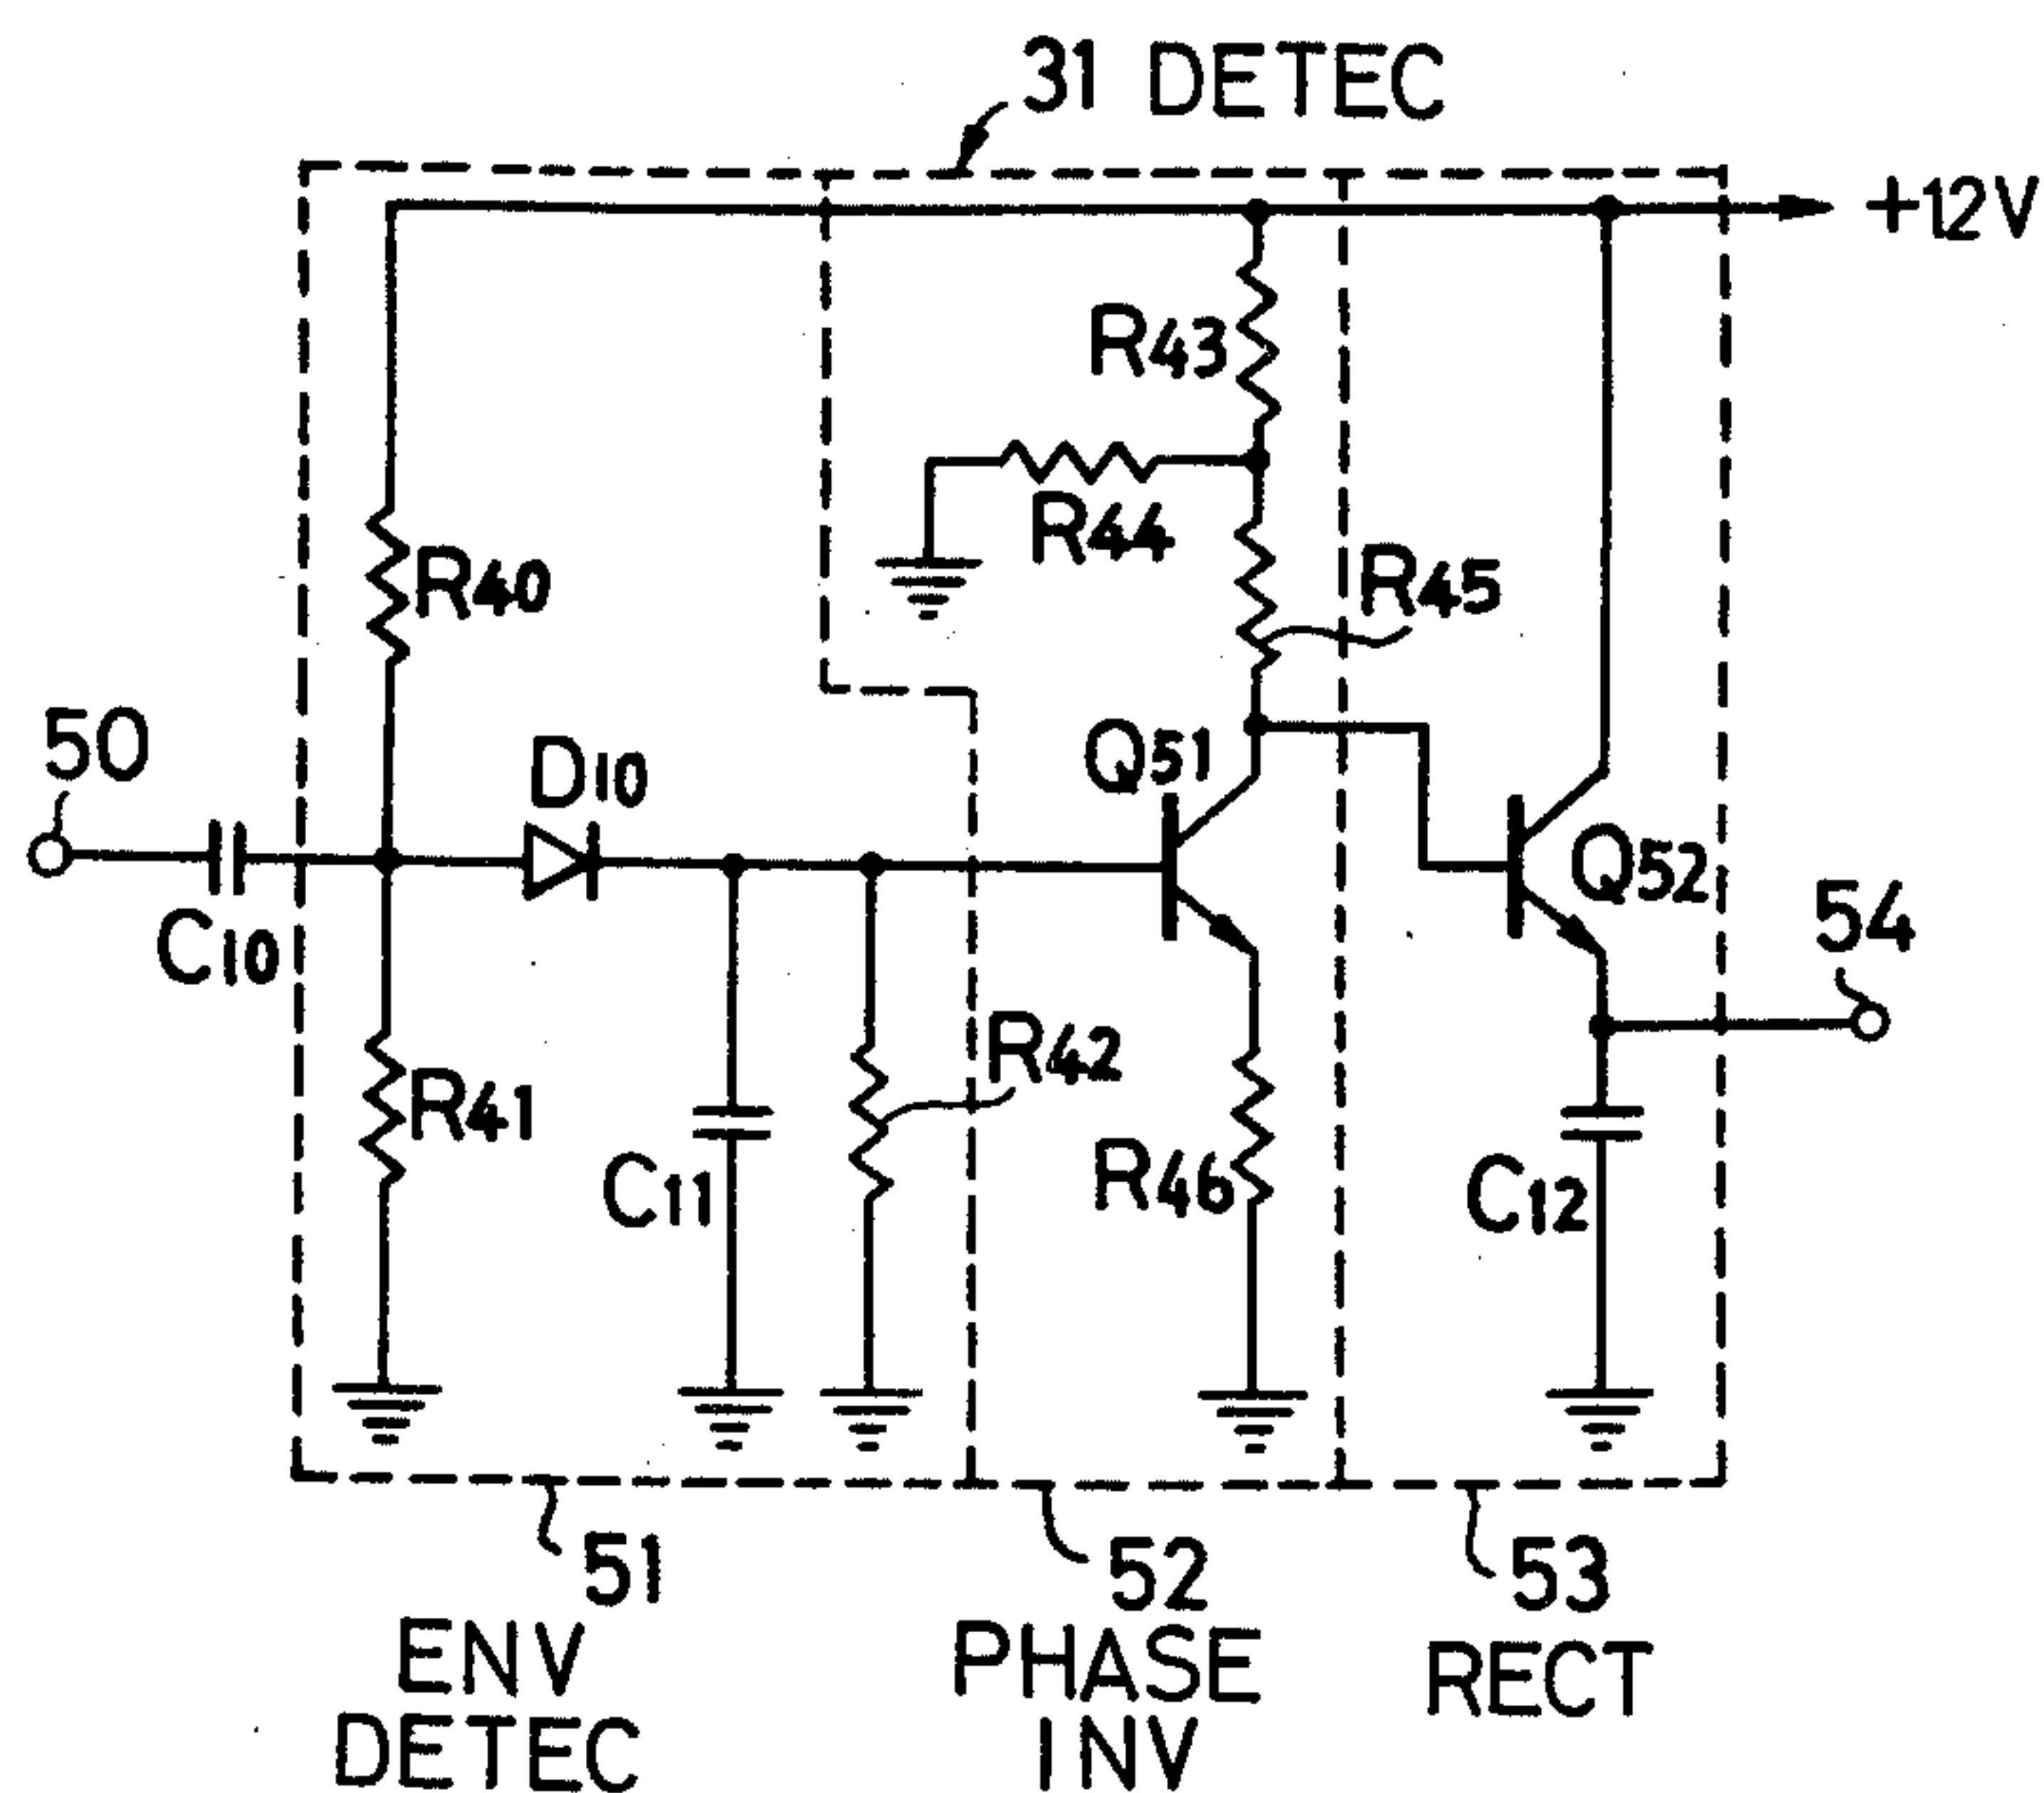 31 DETEC
+12V
R43
R44
R40
R45
50
D10
Q51
Q52
54
C10
R42
R41
C11
R46
C12
51
ENV
DETEC
52
PHASE
INV
53
RECT